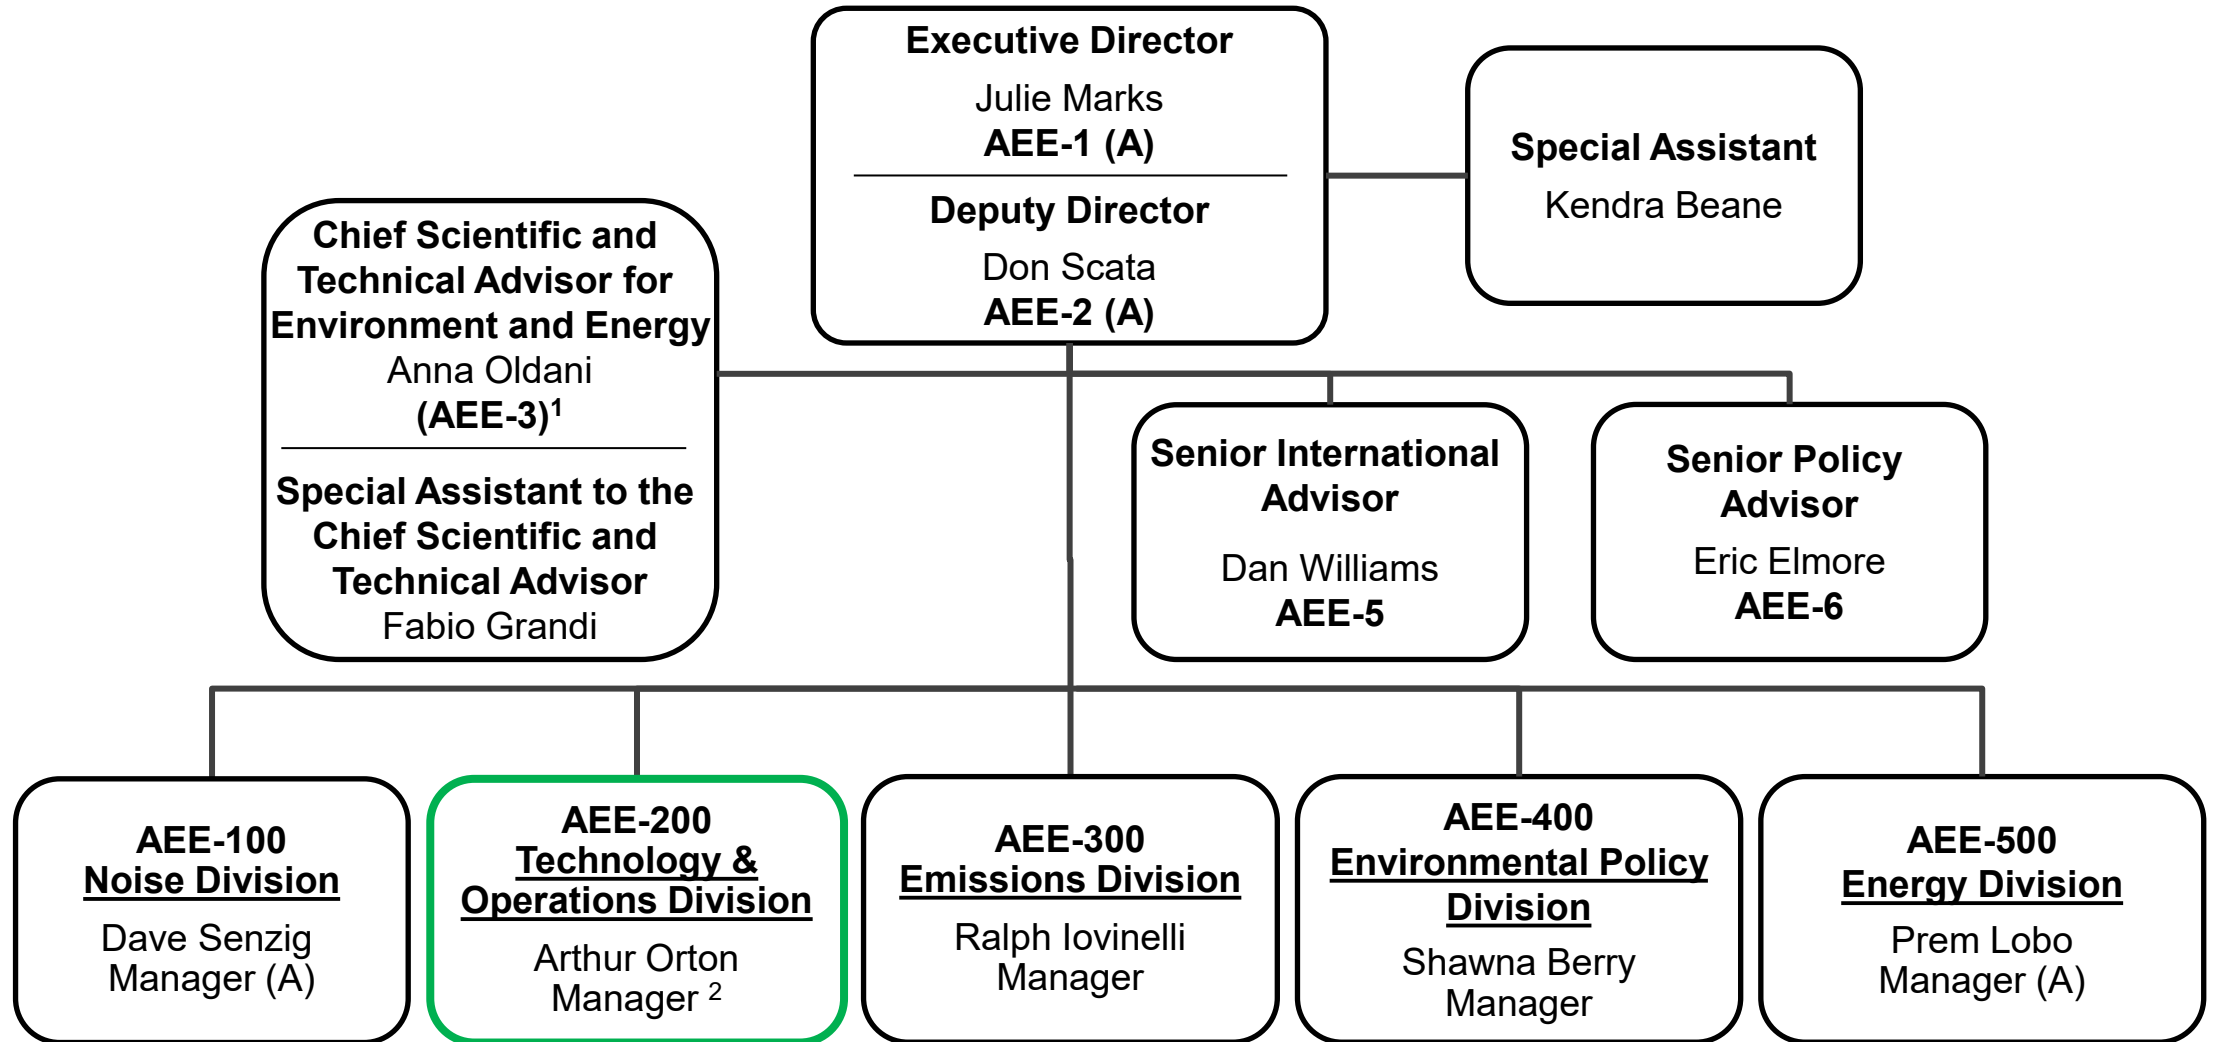 Executive Director
Julie Marks
AEE-1 (A)
Deputy Director
Don Scata
AEE-2 (A)
Special Assistant
Kendra Beane
Chief Scientific and
Technical Advisor for
Environment and Energy
Anna Oldani
(AEE-3)¹
Special Assistant to the
Chief Scientific and
Technical Advisor
Fabio Grandi
Senior International
Advisor
Dan Williams
AEE-5
Senior Policy
Advisor
Eric Elmore
AEE-6
AEE-100
Noise Division
Dave Senzig
Manager (A)
AEE-200
Technology &
Operations Division
Arthur Orton
Manager ²
AEE-300
Emissions Division
Ralph Iovinelli
Manager
AEE-400
Environmental Policy
Division
Shawna Berry
Manager
AEE-500
Energy Division
Prem Lobo
Manager (A)